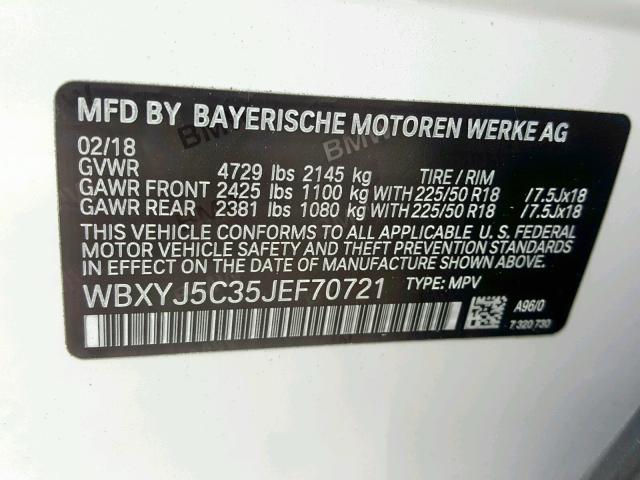 MFD BY BAYERISCHE MOTOREN WERKE AG
02/18
GVWR 4729 lbs 2145 kg TIRE / RIM
GAWR FRONT 2425 lbs 1100 kg WITH 225/50 R18 /7.5Jx18
GAWR REAR 2381 lbs 1080 kg WITH 225/50 R18 /7.5Jx18
THIS VEHICLE CONFORMS TO ALL APPLICABLE U. S. FEDERAL
MOTOR VEHICLE SAFETY AND THEFT PREVENTION STANDARDS
IN EFFECT ON THE DATE OF MANUFACTURE SHOWN ABOVE.
WBXYJ5C35JEF70721 TYPE: MPV
A96/0
7 320 730